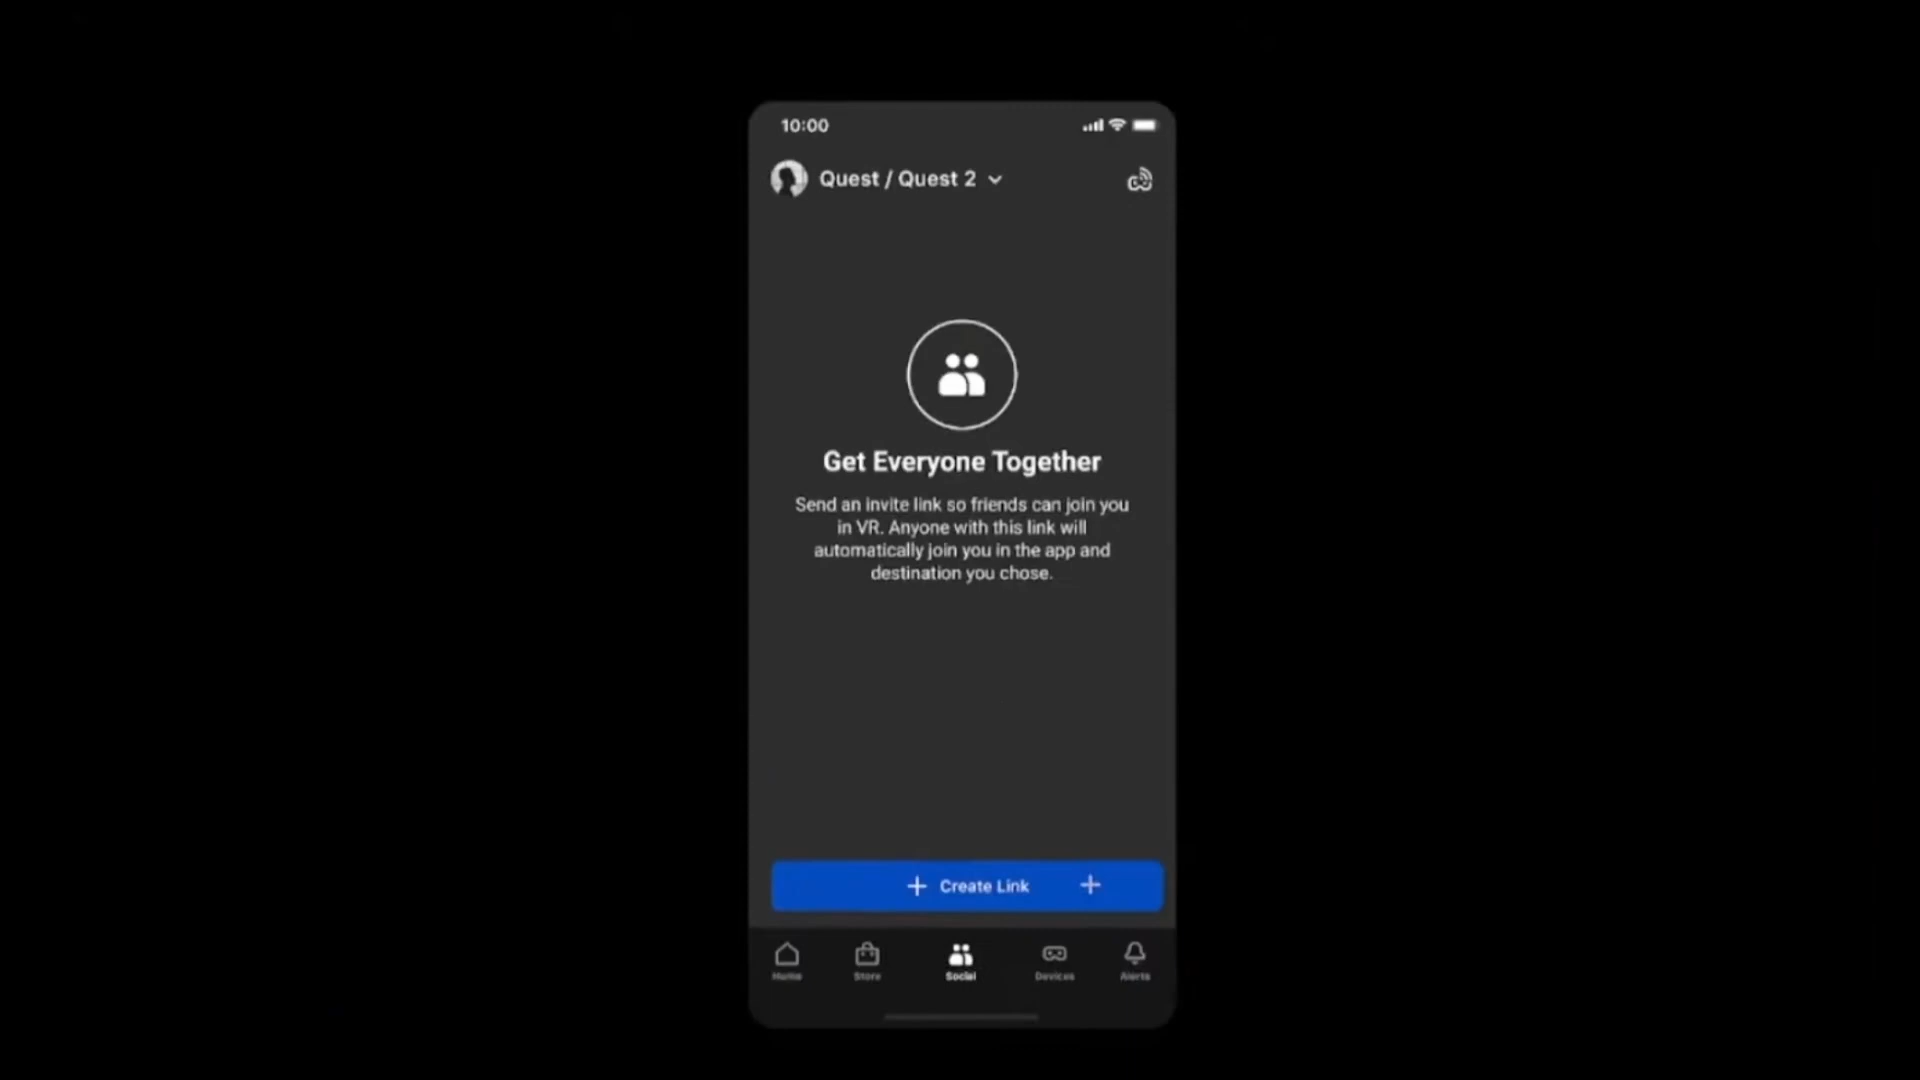 10:00
Quest / Quest 2
Get Everyone Together
Send an invite link so friends can join you
in VR. Anyone with this link will
automatically join you in the app and
destination you chose.
Create Link
Home
Store
Social
Devices
Alerts